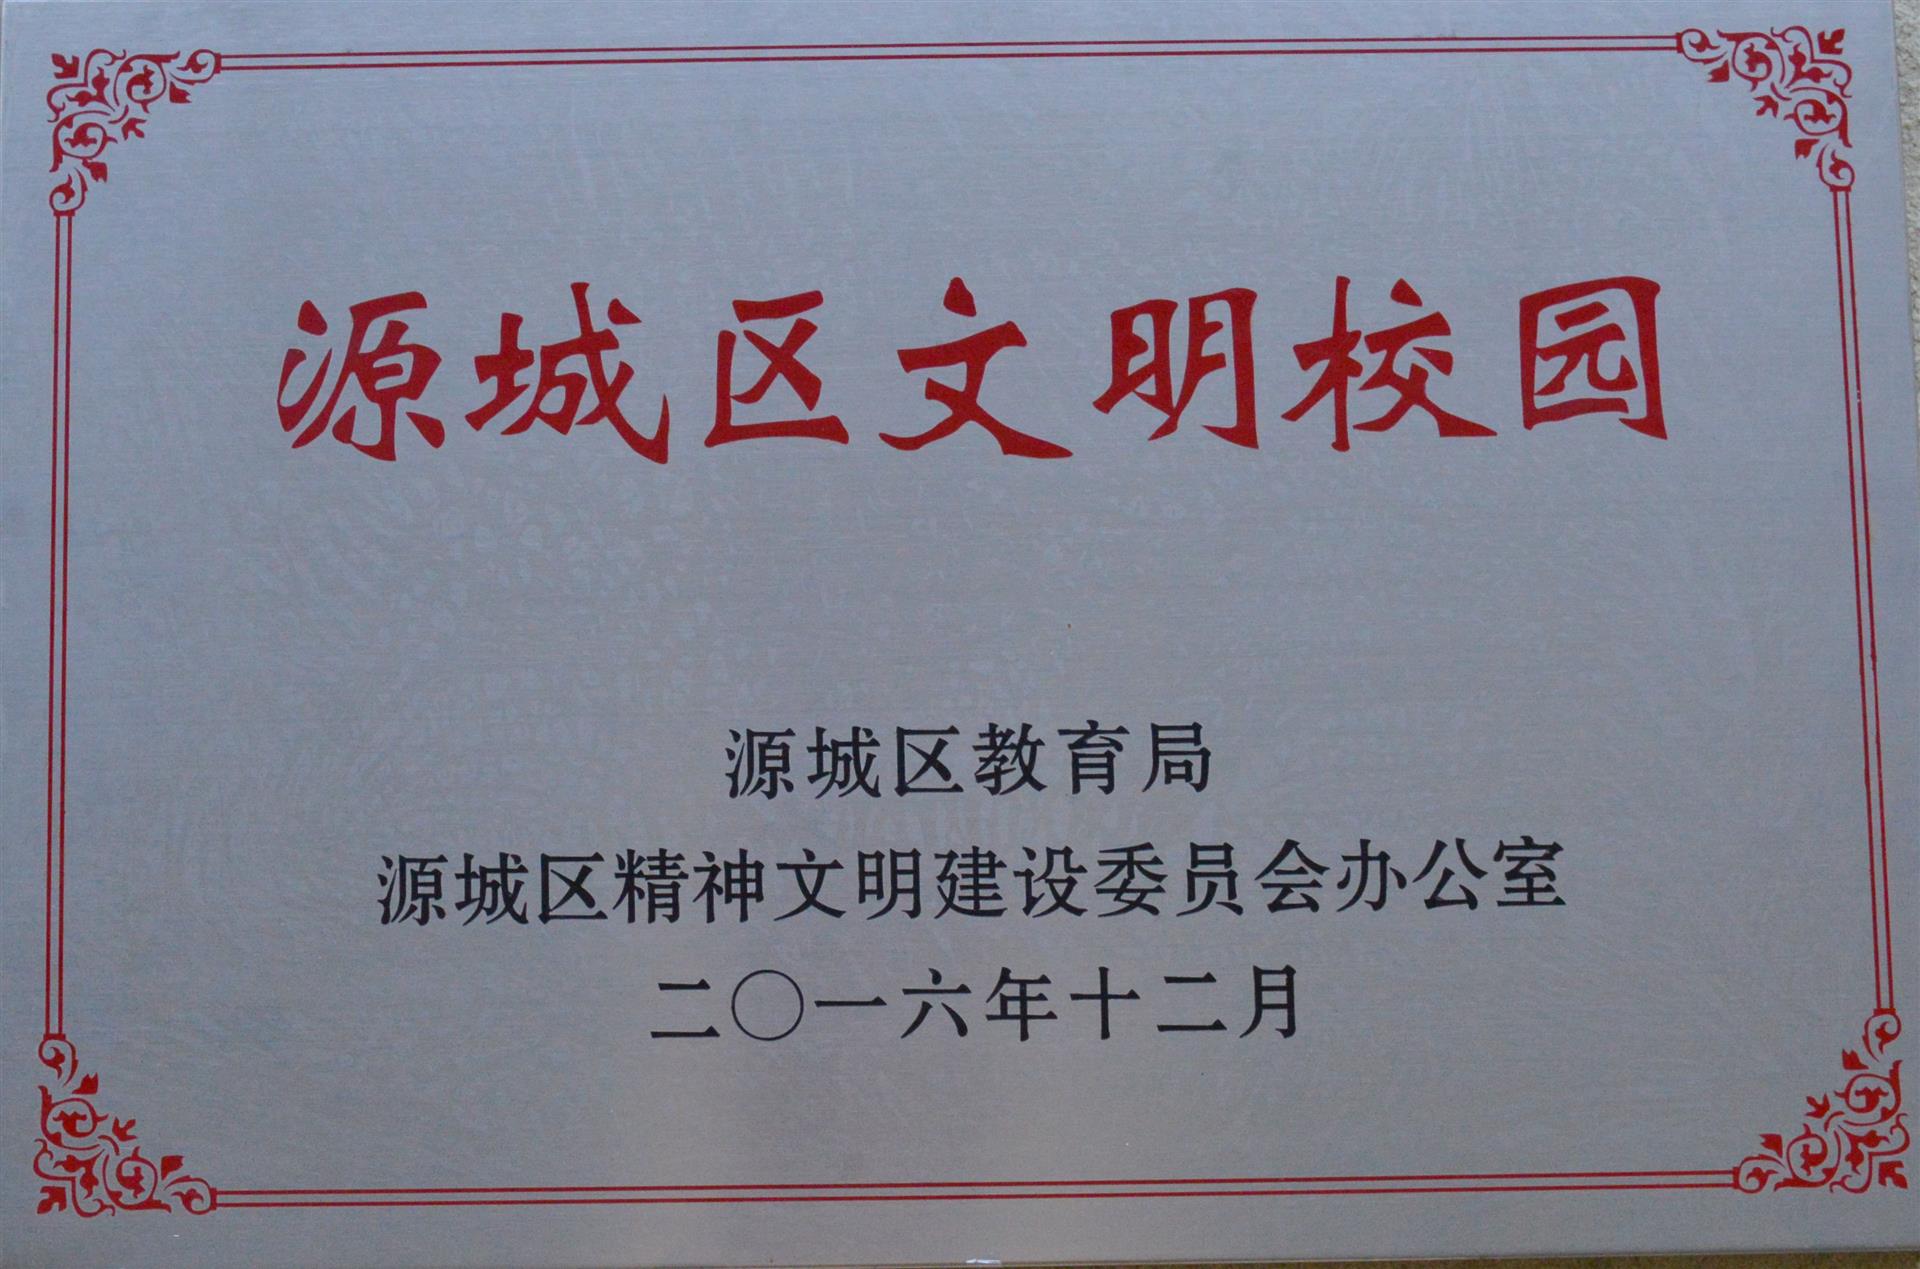 源城区文明校园
源城区教育局
源城区精神文明建设委员会办公室
二〇一六年十二月